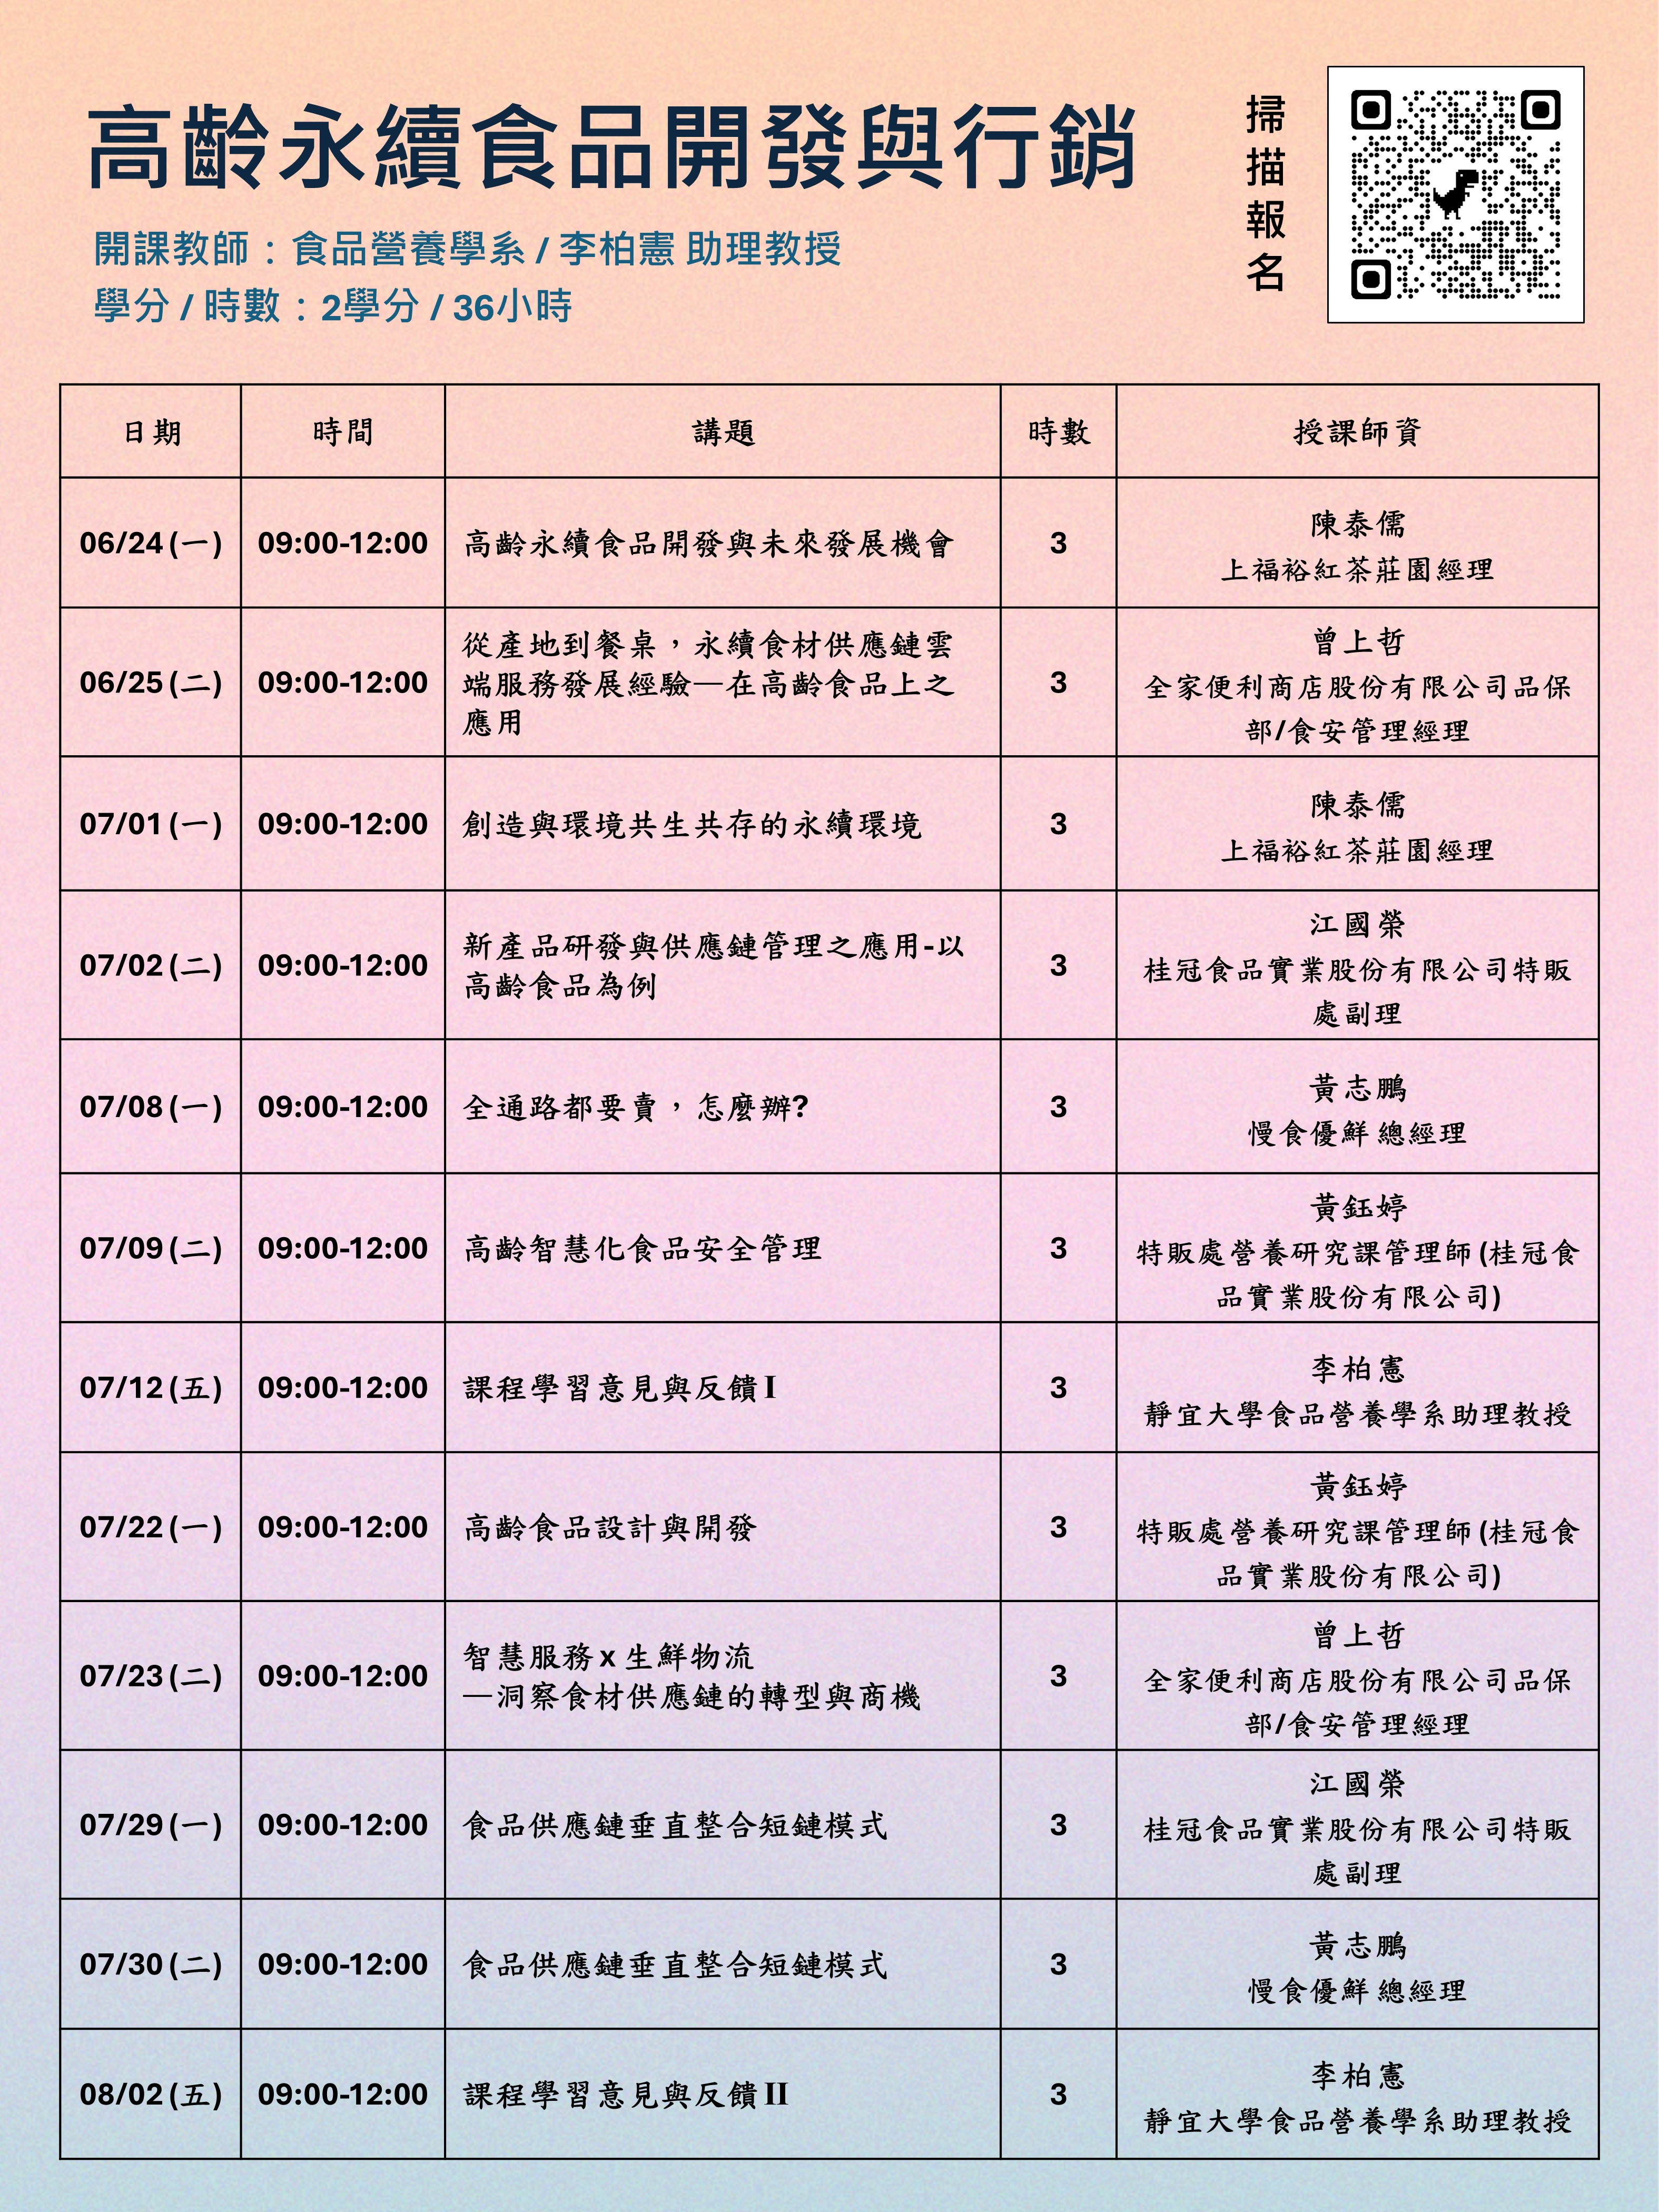 高齡永續食品開發與行銷
掃描報名
開課教師：食品營養學系 / 李柏憲 助理教授
學分 / 時數：2學分 / 36小時
日期 時間 講題 時數 授課師資
06/24(一) 09:00-12:00 高齡永續食品開發與未來發展機會 3 陳泰儒
上福裕紅茶莊園經理
06/25(二) 09:00-12:00 從產地到餐桌，永續食材供應鏈雲
端服務發展經驗─在高齡食品上之
應用
3
曾上哲
全家便利商店股份有限公司品保
部/食安管理經理
07/01(一) 09:00-12:00 創造與環境共生共存的永續環境 3 陳泰儒
上福裕紅茶莊園經理
07/02(二) 09:00-12:00 新產品研發與供應鏈管理之應用-以
高齡食品為例
3
江國榮
桂冠食品實業股份有限公司特販
處副理
07/08(一) 09:00-12:00 全通路都要賣，怎麼辦? 3 黃志鵬
慢食優鮮 總經理
07/09(二) 09:00-12:00 高齡智慧化食品安全管理 3 黃鈺婷
特販處營養研究課管理師(桂冠食
品實業股份有限公司)
07/12(五) 09:00-12:00 課程學習意見與反饋I 3 李柏憲
靜宜大學食品營養學系助理教授
07/22(一) 09:00-12:00 高齡食品設計與開發 3 黃鈺婷
特販處營養研究課管理師(桂冠食
品實業股份有限公司)
07/23(二) 09:00-12:00 智慧服務x 生鮮物流
─洞察食材供應鏈的轉型與商機
3
曾上哲
全家便利商店股份有限公司品保
部/食安管理經理
07/29(一) 09:00-12:00 食品供應鏈垂直整合短鏈模式 3 江國榮
桂冠食品實業股份有限公司特販
處副理
07/30(二) 09:00-12:00 食品供應鏈垂直整合短鏈模式 3 黃志鵬
慢食優鮮 總經理
08/02(五) 09:00-12:00 課程學習意見與反饋II 3 李柏憲
靜宜大學食品營養學系助理教授